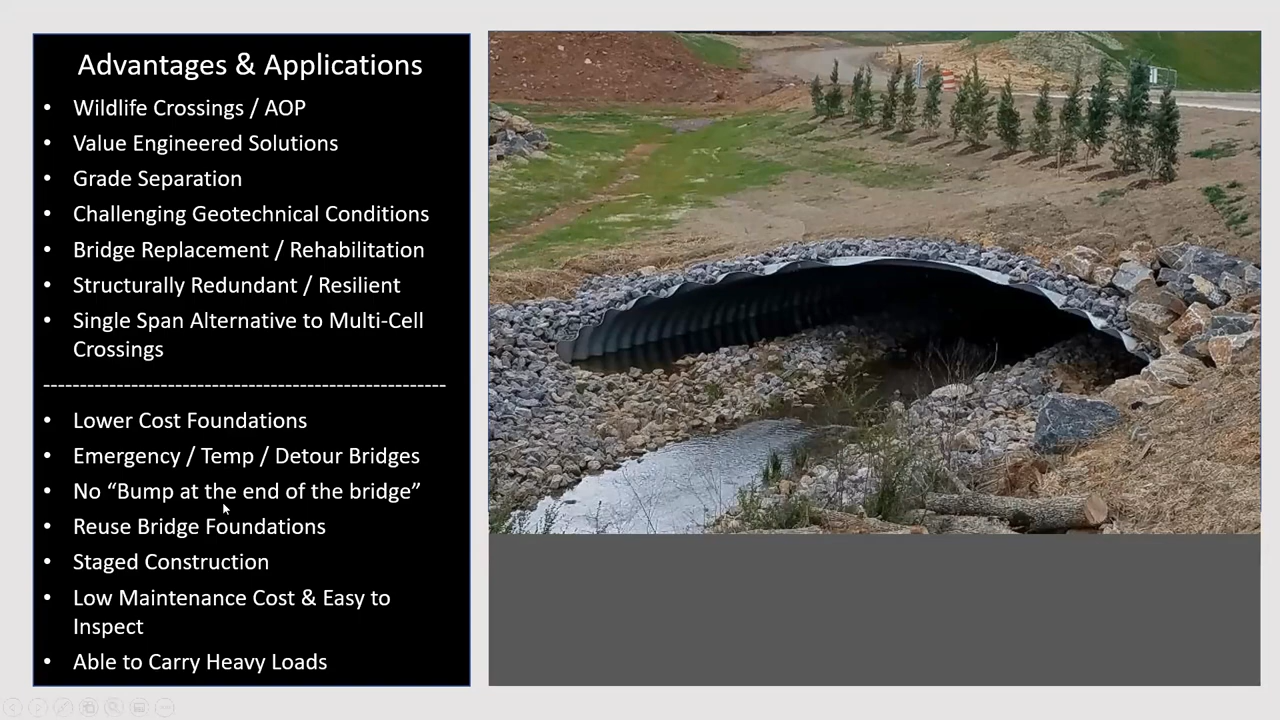 Advantages & Applications
• Wildlife Crossings / AOP
• Value Engineered Solutions
• Grade Separation
• Challenging Geotechnical Conditions
• Bridge Replacement / Rehabilitation
• Structurally Redundant / Resilient
• Single Span Alternative to Multi-Cell
Crossings
-------------------------------------------------------
• Lower Cost Foundations
• Emergency / Temp / Detour Bridges
• No “Bump at the end of the bridge”
• Reuse Bridge Foundations
• Staged Construction
• Low Maintenance Cost & Easy to
Inspect
• Able to Carry Heavy Loads